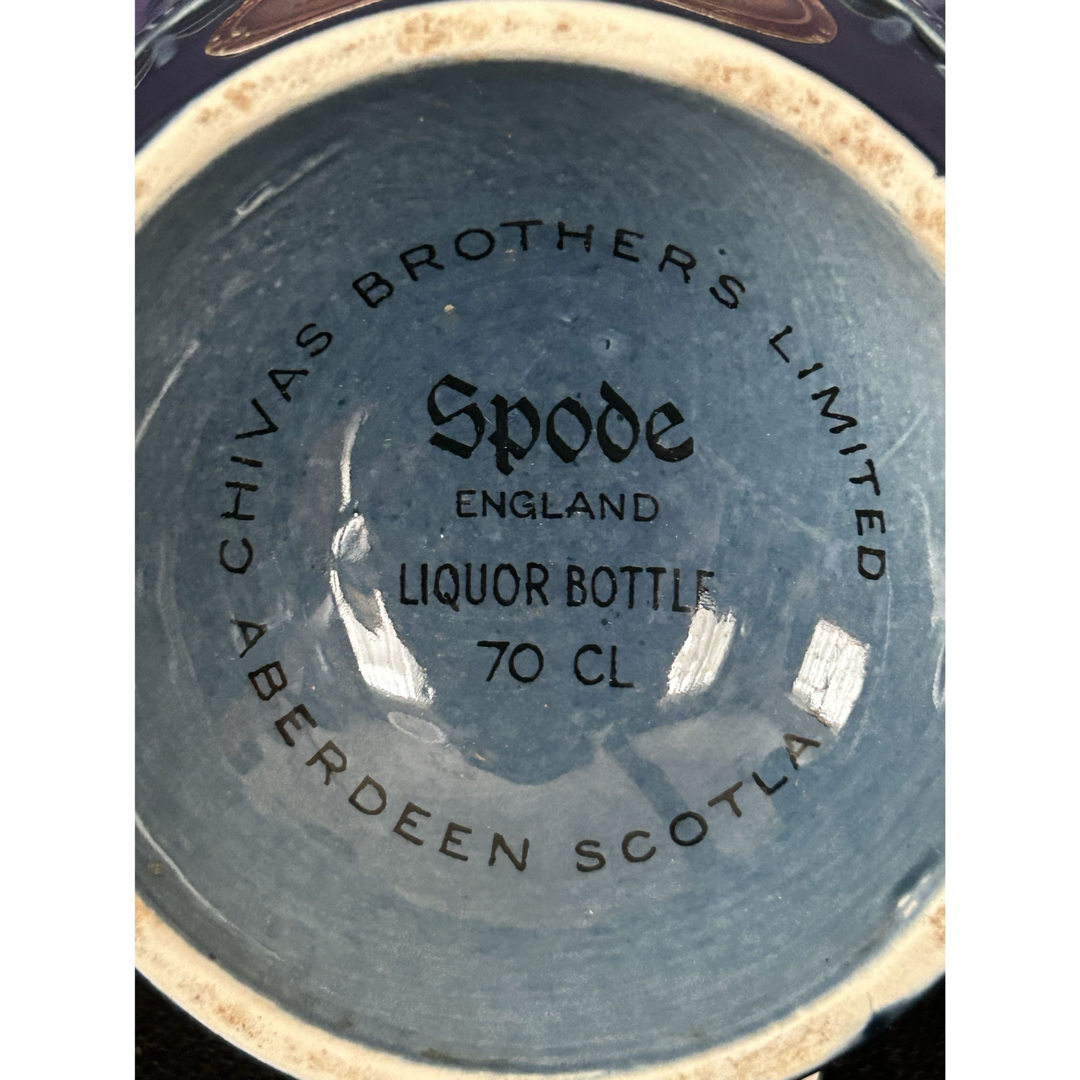 CHIVAS BROTHERS LIMITED
Spode
ENGLAND
LIQUOR BOTTLE
70 CL
ABERDEEN SCOTLA